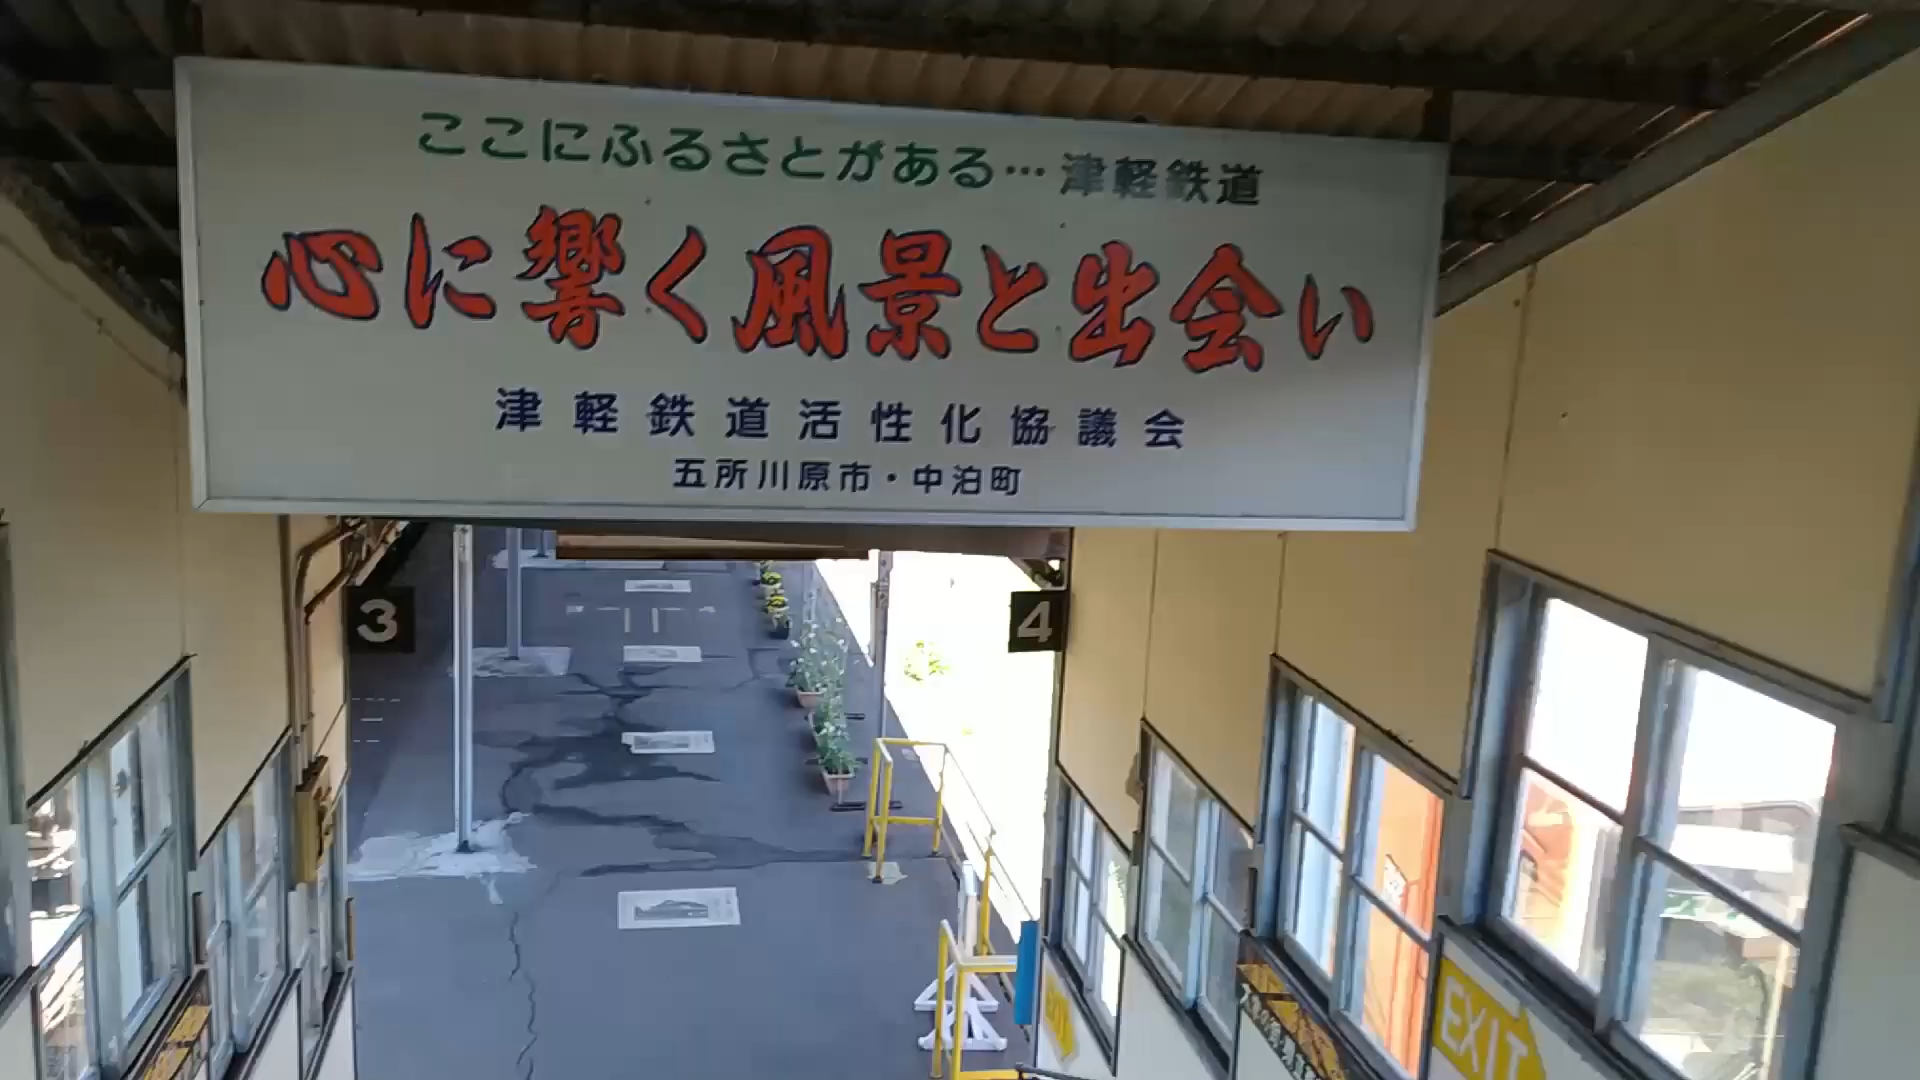 ここにふるさとがある…津軽鉄道
心に響く風景と出会い
津軽鉄道活性化協議会
五所川原市・中泊町
3
4
EXIT